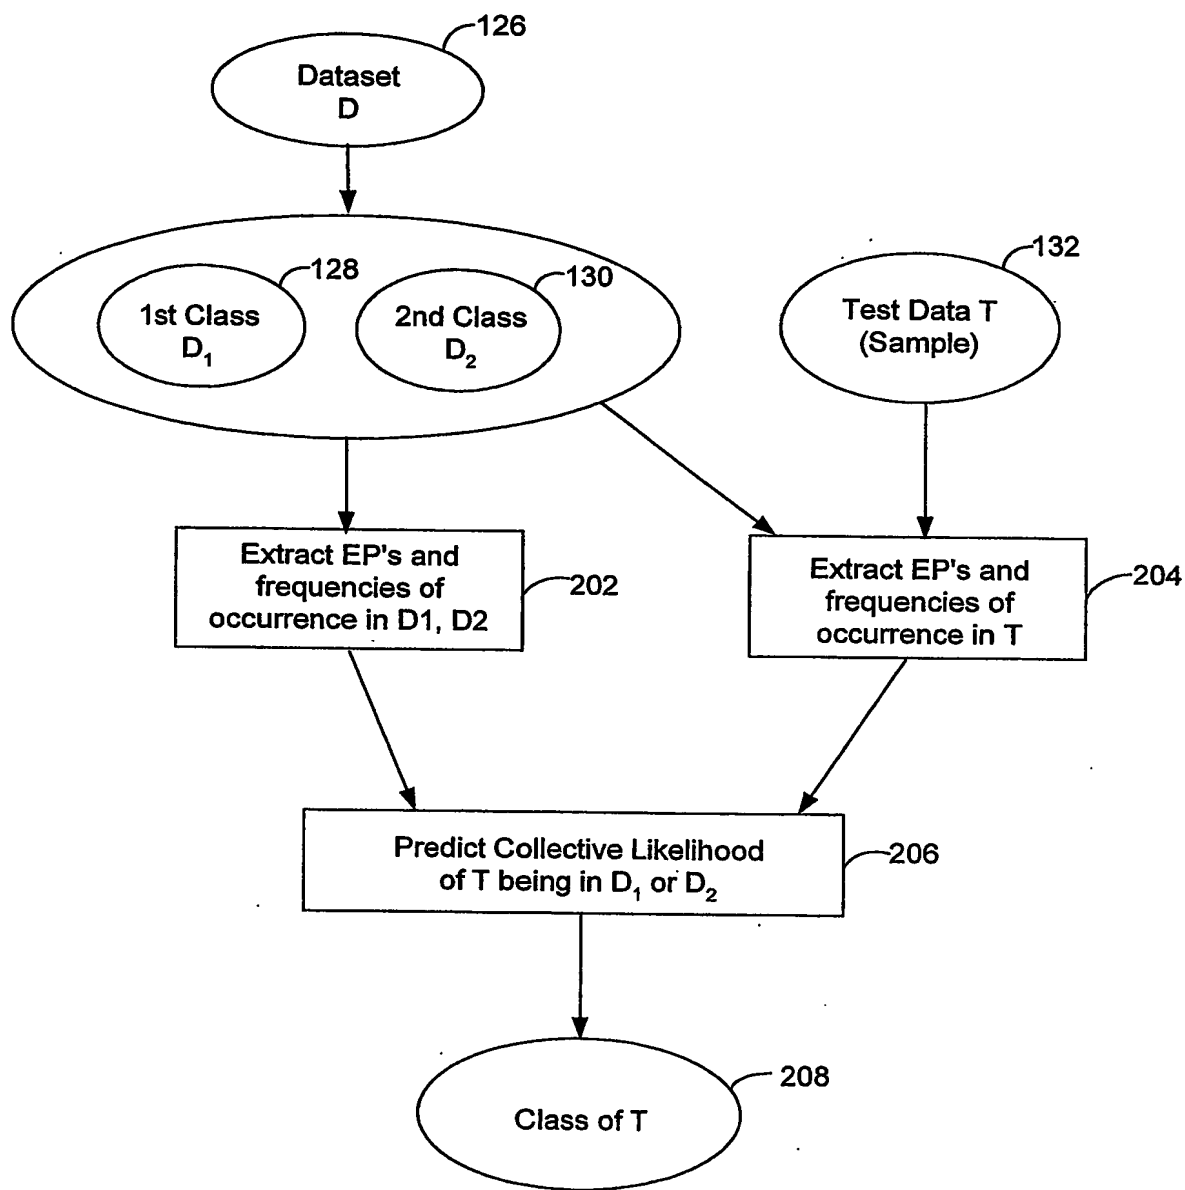 126
Dataset
D
128
130
132
1st Class
D₁
2nd Class
D₂
Test Data T
(Sample)
Extract EP's and
frequencies of
occurrence in D1, D2
202
Extract EP's and
frequencies of
occurrence in T
204
Predict Collective Likelihood
of T being in D₁ or D₂
206
208
Class of T